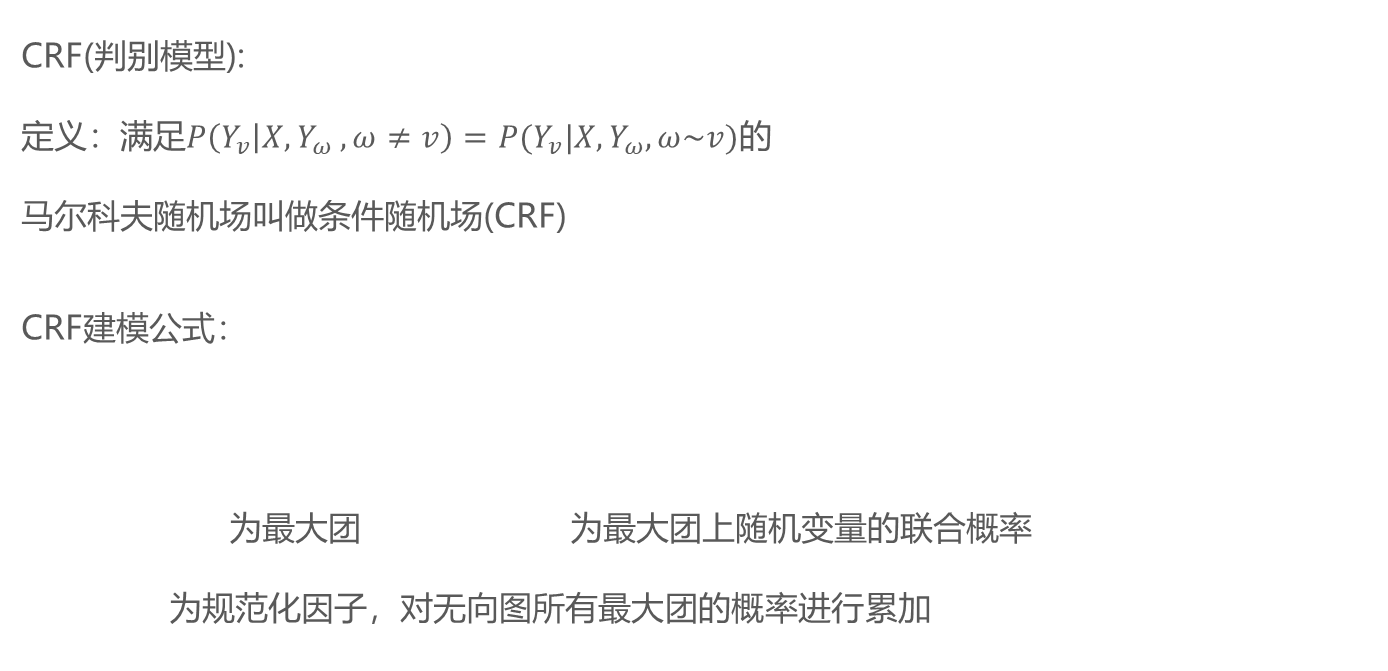 CRF(判别模型):
定义：满足P(Y_v|X, Y_ω , ω ≠ v) = P(Y_v|X, Y_ω, ω~v)的
马尔科夫随机场叫做条件随机场(CRF)
CRF建模公式：
为最大团 为最大团上随机变量的联合概率
为规范化因子，对无向图所有最大团的概率进行累加